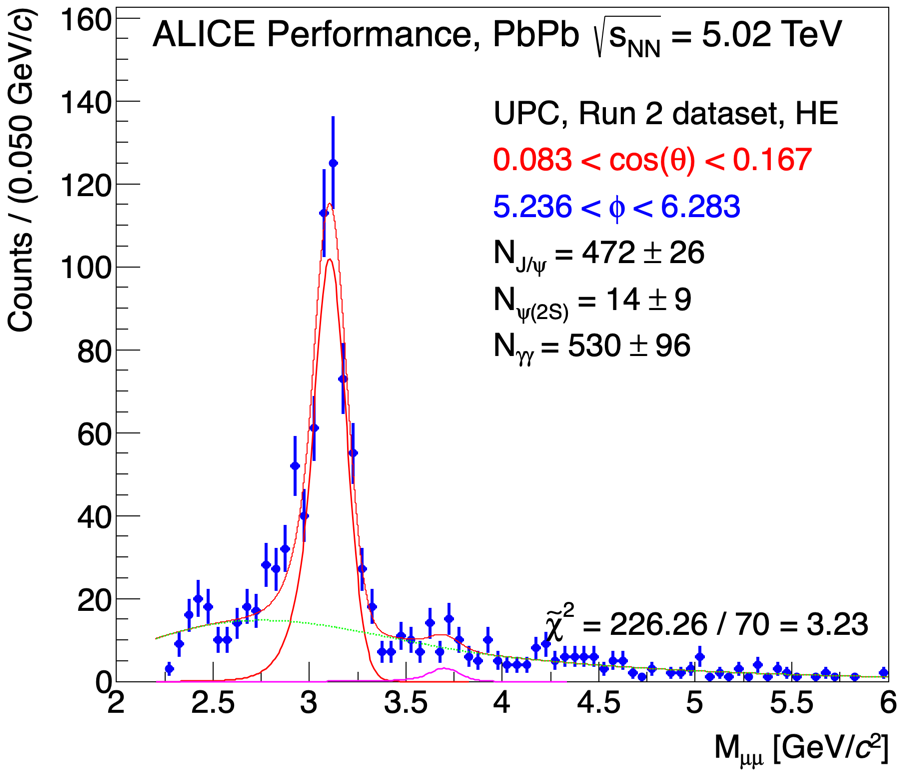 ALICE Performance, PbPb √s_NN = 5.02 TeV
UPC, Run 2 dataset, HE
0.083 < cos(θ) < 0.167
5.236 < ϕ < 6.283
N_J/ψ = 472 ± 26
N_ψ(2S) = 14 ± 9
N_γγ = 530 ± 96
χ̃² = 226.26 / 70 = 3.23
Counts / (0.050 GeV/c)
160
140
120
100
80
60
40
20
0
2 2.5 3 3.5 4 4.5 5 5.5 6
M_μμ [GeV/c²]